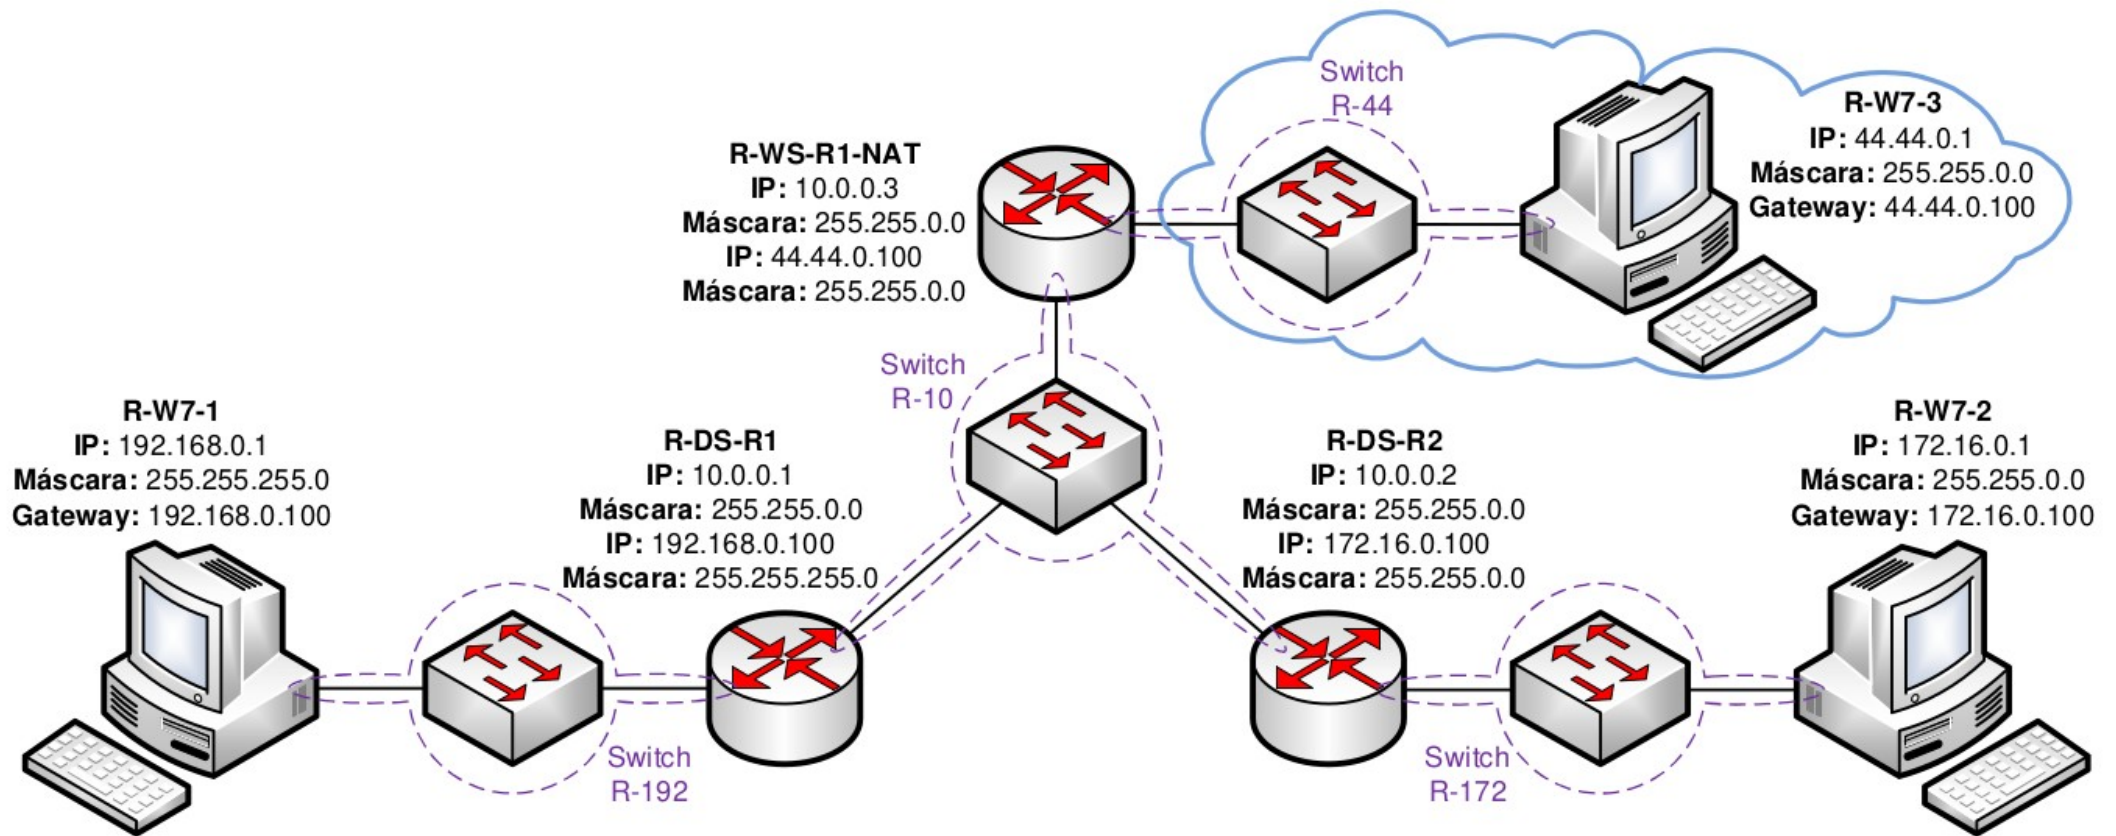 Switch
R-44
R-W7-3
IP: 44.44.0.1
Máscara: 255.255.0.0
Gateway: 44.44.0.100
R-WS-R1-NAT
IP: 10.0.0.3
Máscara: 255.255.0.0
IP: 44.44.0.100
Máscara: 255.255.0.0
Switch
R-10
R-W7-1
IP: 192.168.0.1
Máscara: 255.255.255.0
Gateway: 192.168.0.100
R-DS-R1
IP: 10.0.0.1
Máscara: 255.255.0.0
IP: 192.168.0.100
Máscara: 255.255.255.0
R-DS-R2
IP: 10.0.0.2
Máscara: 255.255.0.0
IP: 172.16.0.100
Máscara: 255.255.0.0
R-W7-2
IP: 172.16.0.1
Máscara: 255.255.0.0
Gateway: 172.16.0.100
Switch
R-192
Switch
R-172